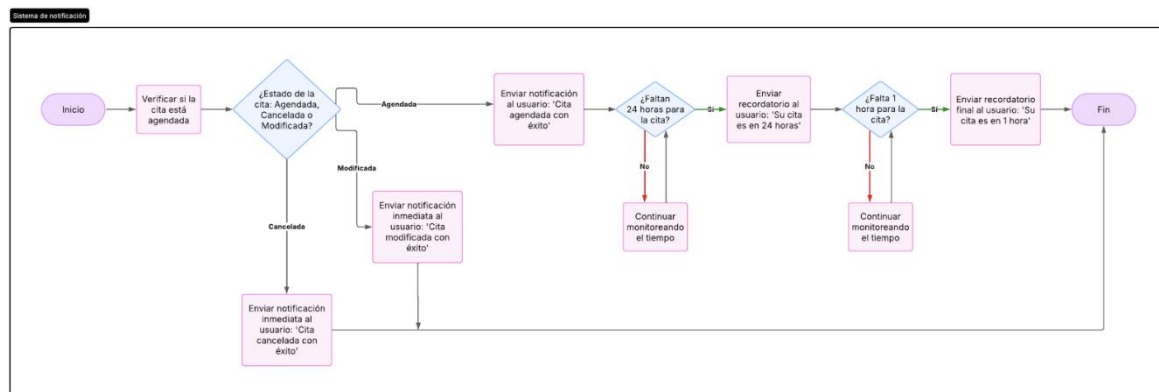 Sistema de notificación
Inicio
Verificar si la
cita está
agendada
¿Estado de la
cita: Agendada,
Cancelada o
Modificada?
Agendada
Enviar notificación
al usuario: 'Cita
agendada con
éxito'
¿Faltan
24 horas para
la cita?
Sí
Enviar
recordatorio al
usuario: 'Su cita
es en 24 horas'
¿Falta 1
hora para la
cita?
Sí
Enviar recordatorio
final al usuario: 'Su
cita es en 1 hora'
Fin
No
Continuar
monitoreando
el tiempo
No
Continuar
monitoreando
el tiempo
Modificada
Enviar notificación
inmediata al
usuario: 'Cita
modificada con
éxito'
Cancelada
Enviar notificación
inmediata al
usuario: 'Cita
cancelada con
éxito'